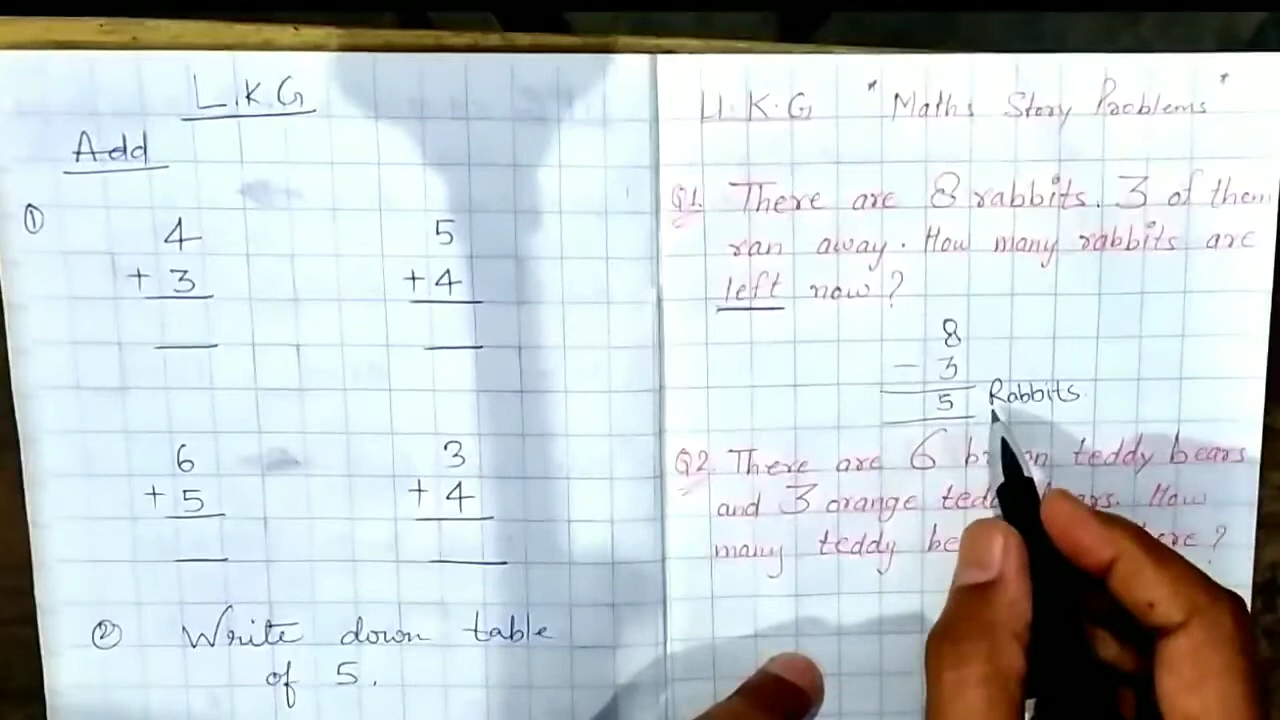 L.K.G
Add
① 4 5
+ 3 + 4
6 3
+ 5 + 4
② Write down table
of 5.
U.K.G "Maths Story Problems"
Q1. There are 8 rabbits. 3 of them
ran away. How many rabbits are
left now?
8
- 3
5 Rabbits.
Q2. There are 6 teddy bears
and 3 orange How
many teddy